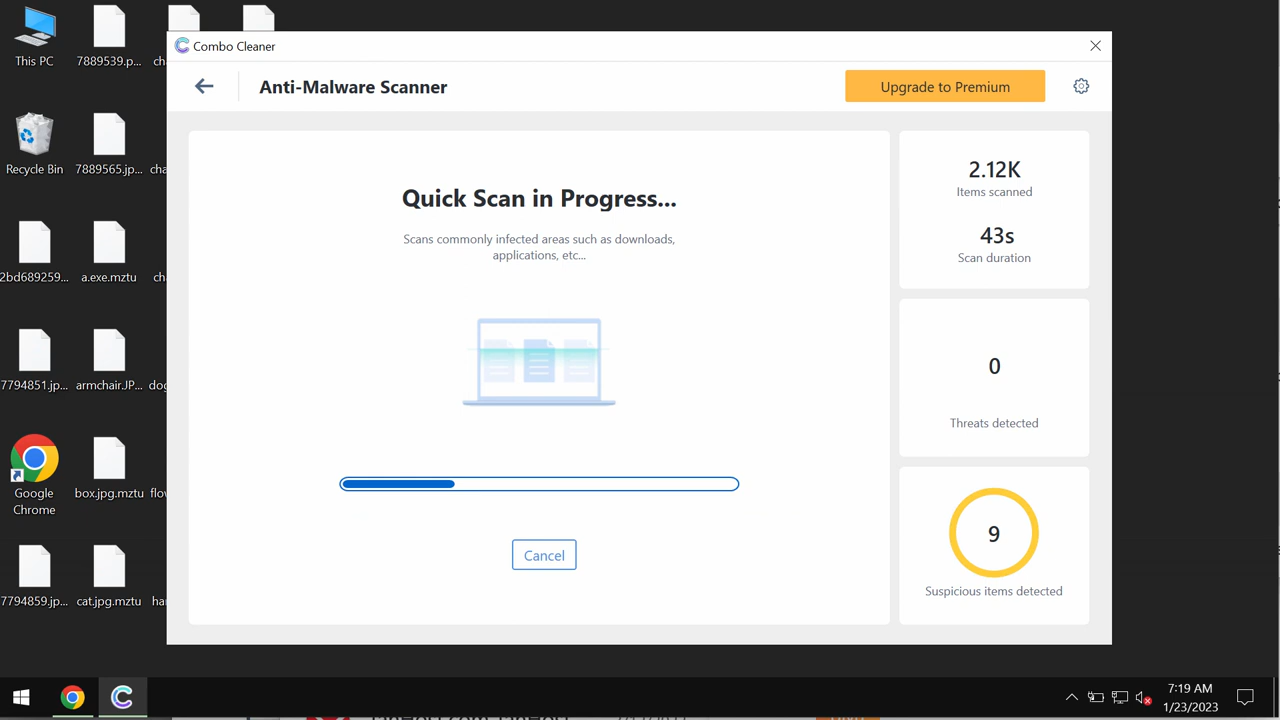 Combo Cleaner
Anti-Malware Scanner
Upgrade to Premium
Quick Scan in Progress...
Scans commonly infected areas such as downloads,
applications, etc...
Cancel
2.12K
Items scanned
43s
Scan duration
0
Threats detected
9
Suspicious items detected
This PC
7889539.p...
Recycle Bin
7889565.jp...
2bd689259...
a.exe.mztu
7794851.jp...
armchair.JP...
Google
Chrome
box.jpg.mztu
7794859.jp...
cat.jpg.mztu
7:19 AM
1/23/2023